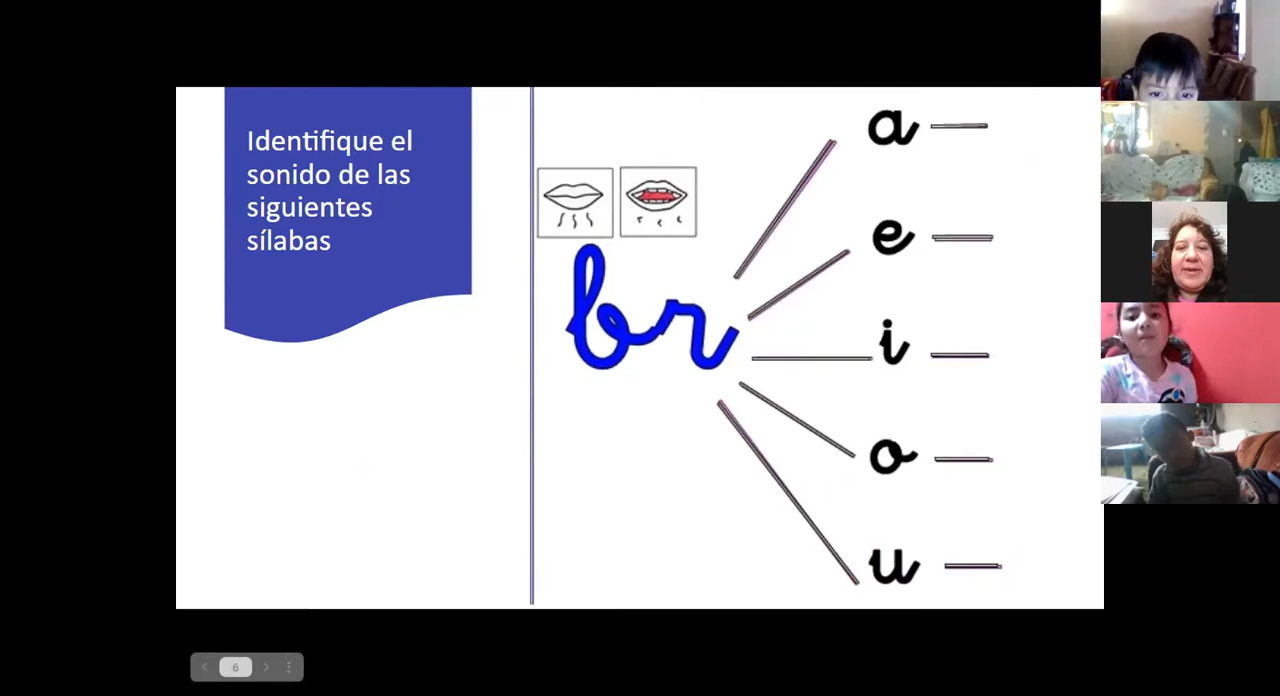 Identifique el
sonido de las
siguientes
sílabas
br
a
e
i
o
u
6